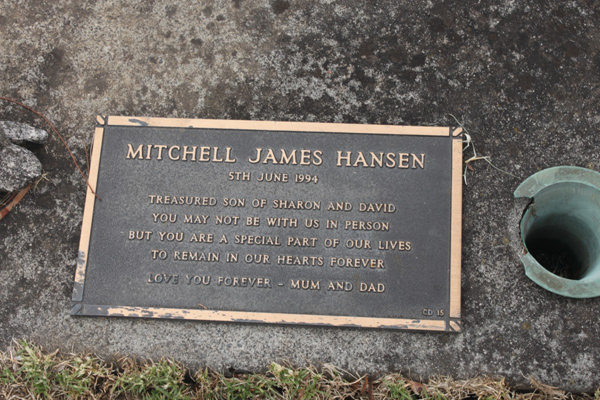 MITCHELL JAMES HANSEN
5TH JUNE 1994
TREASURED SON OF SHARON AND DAVID
YOU MAY NOT BE WITH US IN PERSON
BUT YOU ARE A SPECIAL PART OF OUR LIVES
TO REMAIN IN OUR HEARTS FOREVER
LOVE YOU FOREVER - MUM AND DAD
CD 15